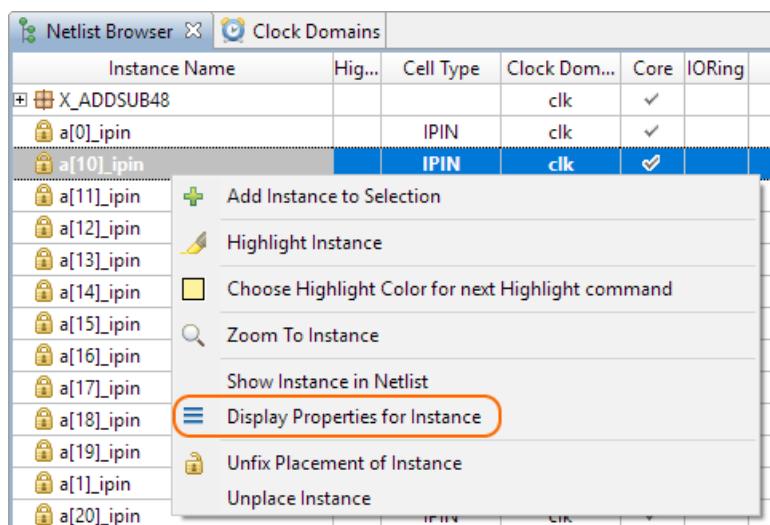 Netlist Browser Clock Domains
Instance Name Hig... Cell Type Clock Dom... Core IORing
X_ADDSUB48 clk
a[0]_ipin IPIN clk
a[10]_ipin IPIN clk
a[11]_ipin
Add Instance to Selection
a[12]_ipin
Highlight Instance
a[13]_ipin
a[14]_ipin
Choose Highlight Color for next Highlight command
a[15]_ipin
Zoom To Instance
a[16]_ipin
a[17]_ipin
Show Instance in Netlist
a[18]_ipin
Display Properties for Instance
a[19]_ipin
Unfix Placement of Instance
a[1]_ipin
Unplace Instance
a[20]_ipin IPIN clk